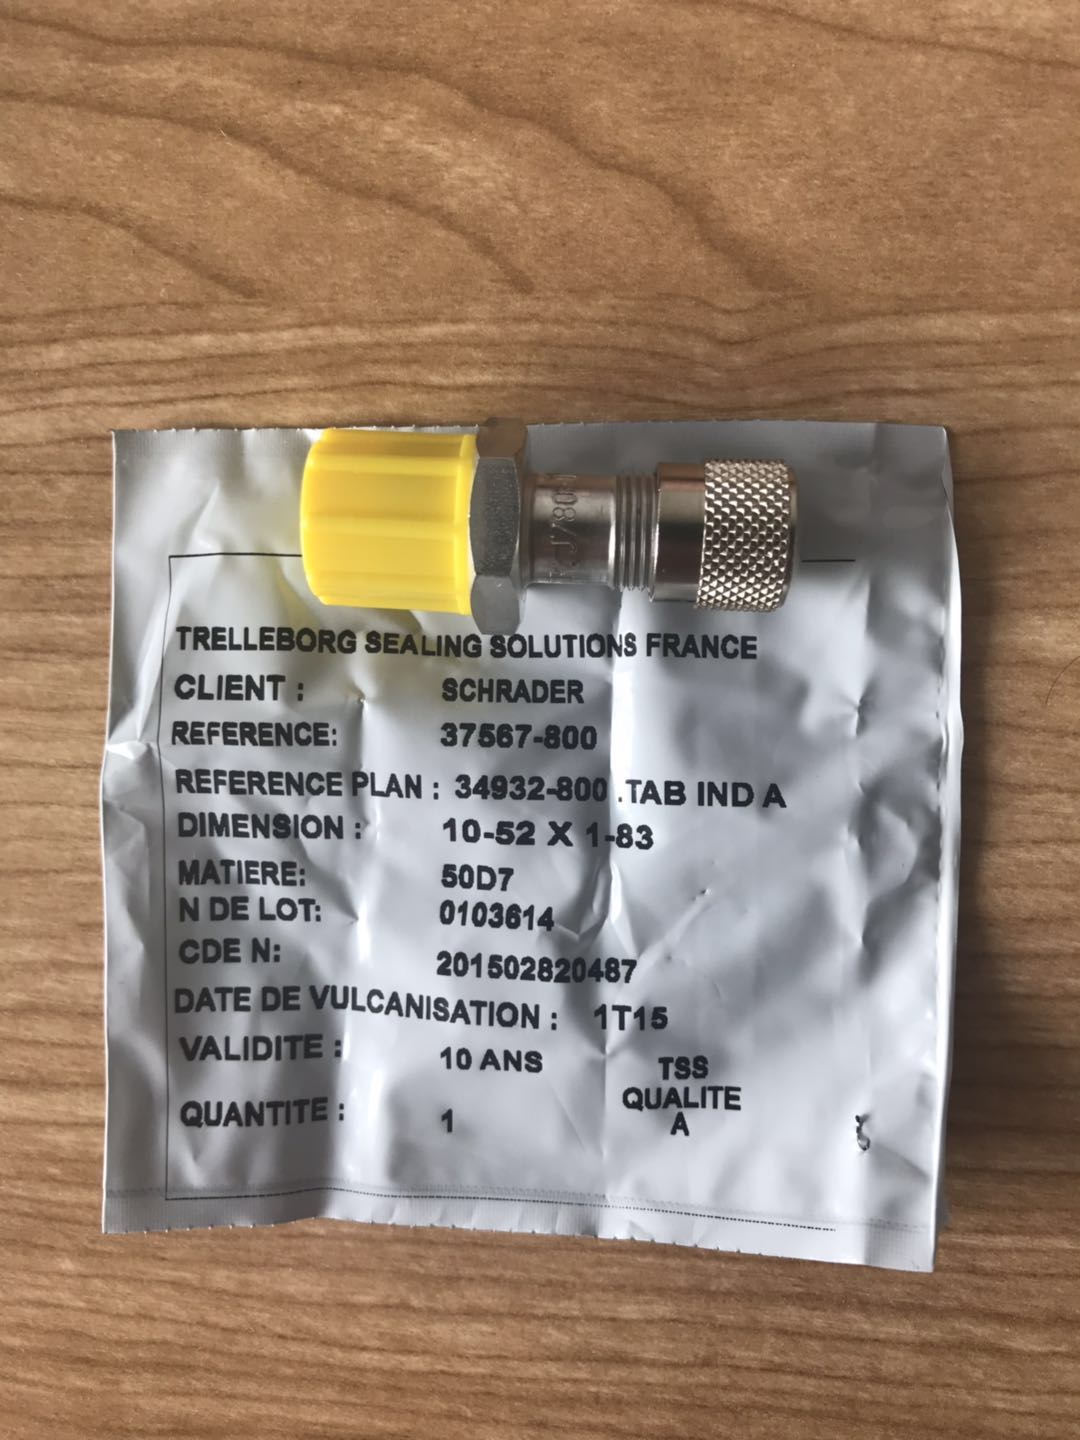 J780
TRELLEBORG SEALING SOLUTIONS FRANCE
CLIENT : SCHRADER
REFERENCE: 37567-800
REFERENCE PLAN : 34932-800 .TAB IND A
DIMENSION : 10-52 X 1-83
MATIERE: 50D7
N DE LOT: 0103614
CDE N: 201502820487
DATE DE VULCANISATION : 1T15
VALIDITE : 10 ANS
TSS
QUALITE
A
QUANTITE : 1